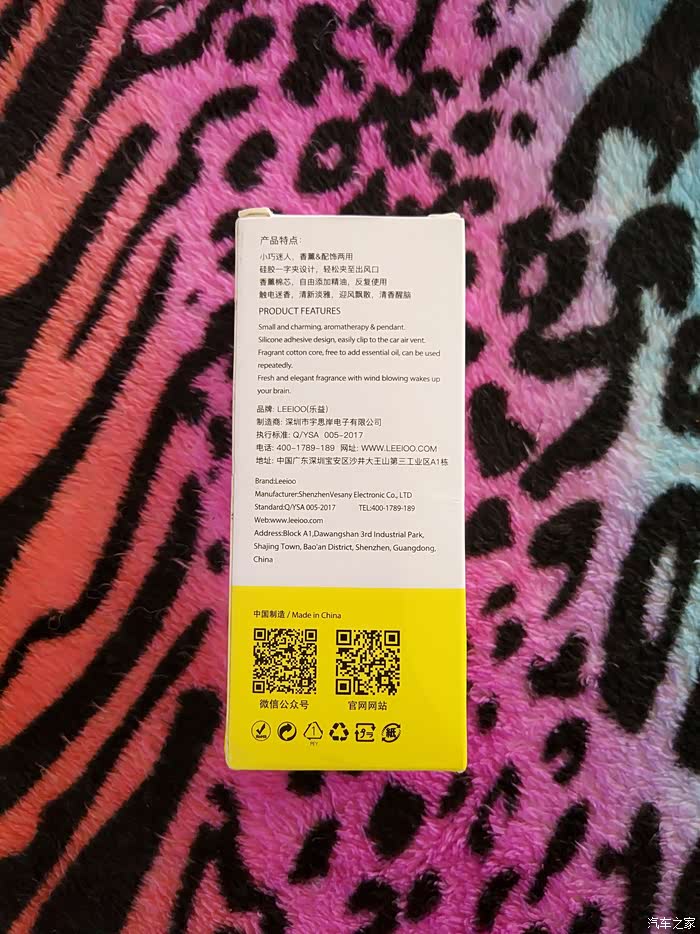 产品特点:
小巧迷人，香薰&配饰两用
硅胶一字夹设计，轻松夹至出风口
香薰棉芯，自由添加精油，反复使用
触电迷香，清新淡雅，迎风飘散，清香醒脑
PRODUCT FEATURES
Small and charming, aromatherapy & pendant.
Silicone adhesive design, easily clip to the car air vent.
Fragrant cotton core, free to add essential oil, can be used
repeatedly.
Fresh and elegant fragrance with wind blowing wakes up
your brain.
品牌: LEEIOO(乐益)
制造商: 深圳市宇思岸电子有限公司
执行标准: Q/YSA 005-2017
电话: 400-1789-189 网址: WWW.LEEIOO.COM
地址: 中国广东深圳宝安区沙井大王山第三工业区A1栋
Brand:Leeioo
Manufacturer:ShenzhenVesany Electronic Co., LTD
Standard:Q/YSA 005-2017 TEL:400-1789-189
Web:www.leeioo.com
Address:Block A1,Dawangshan 3rd Industrial Park,
Shajing Town, Bao'an District, Shenzhen, Guangdong,
China
中国制造 / Made in China
微信公众号 官网网站
1
紙
汽车之家